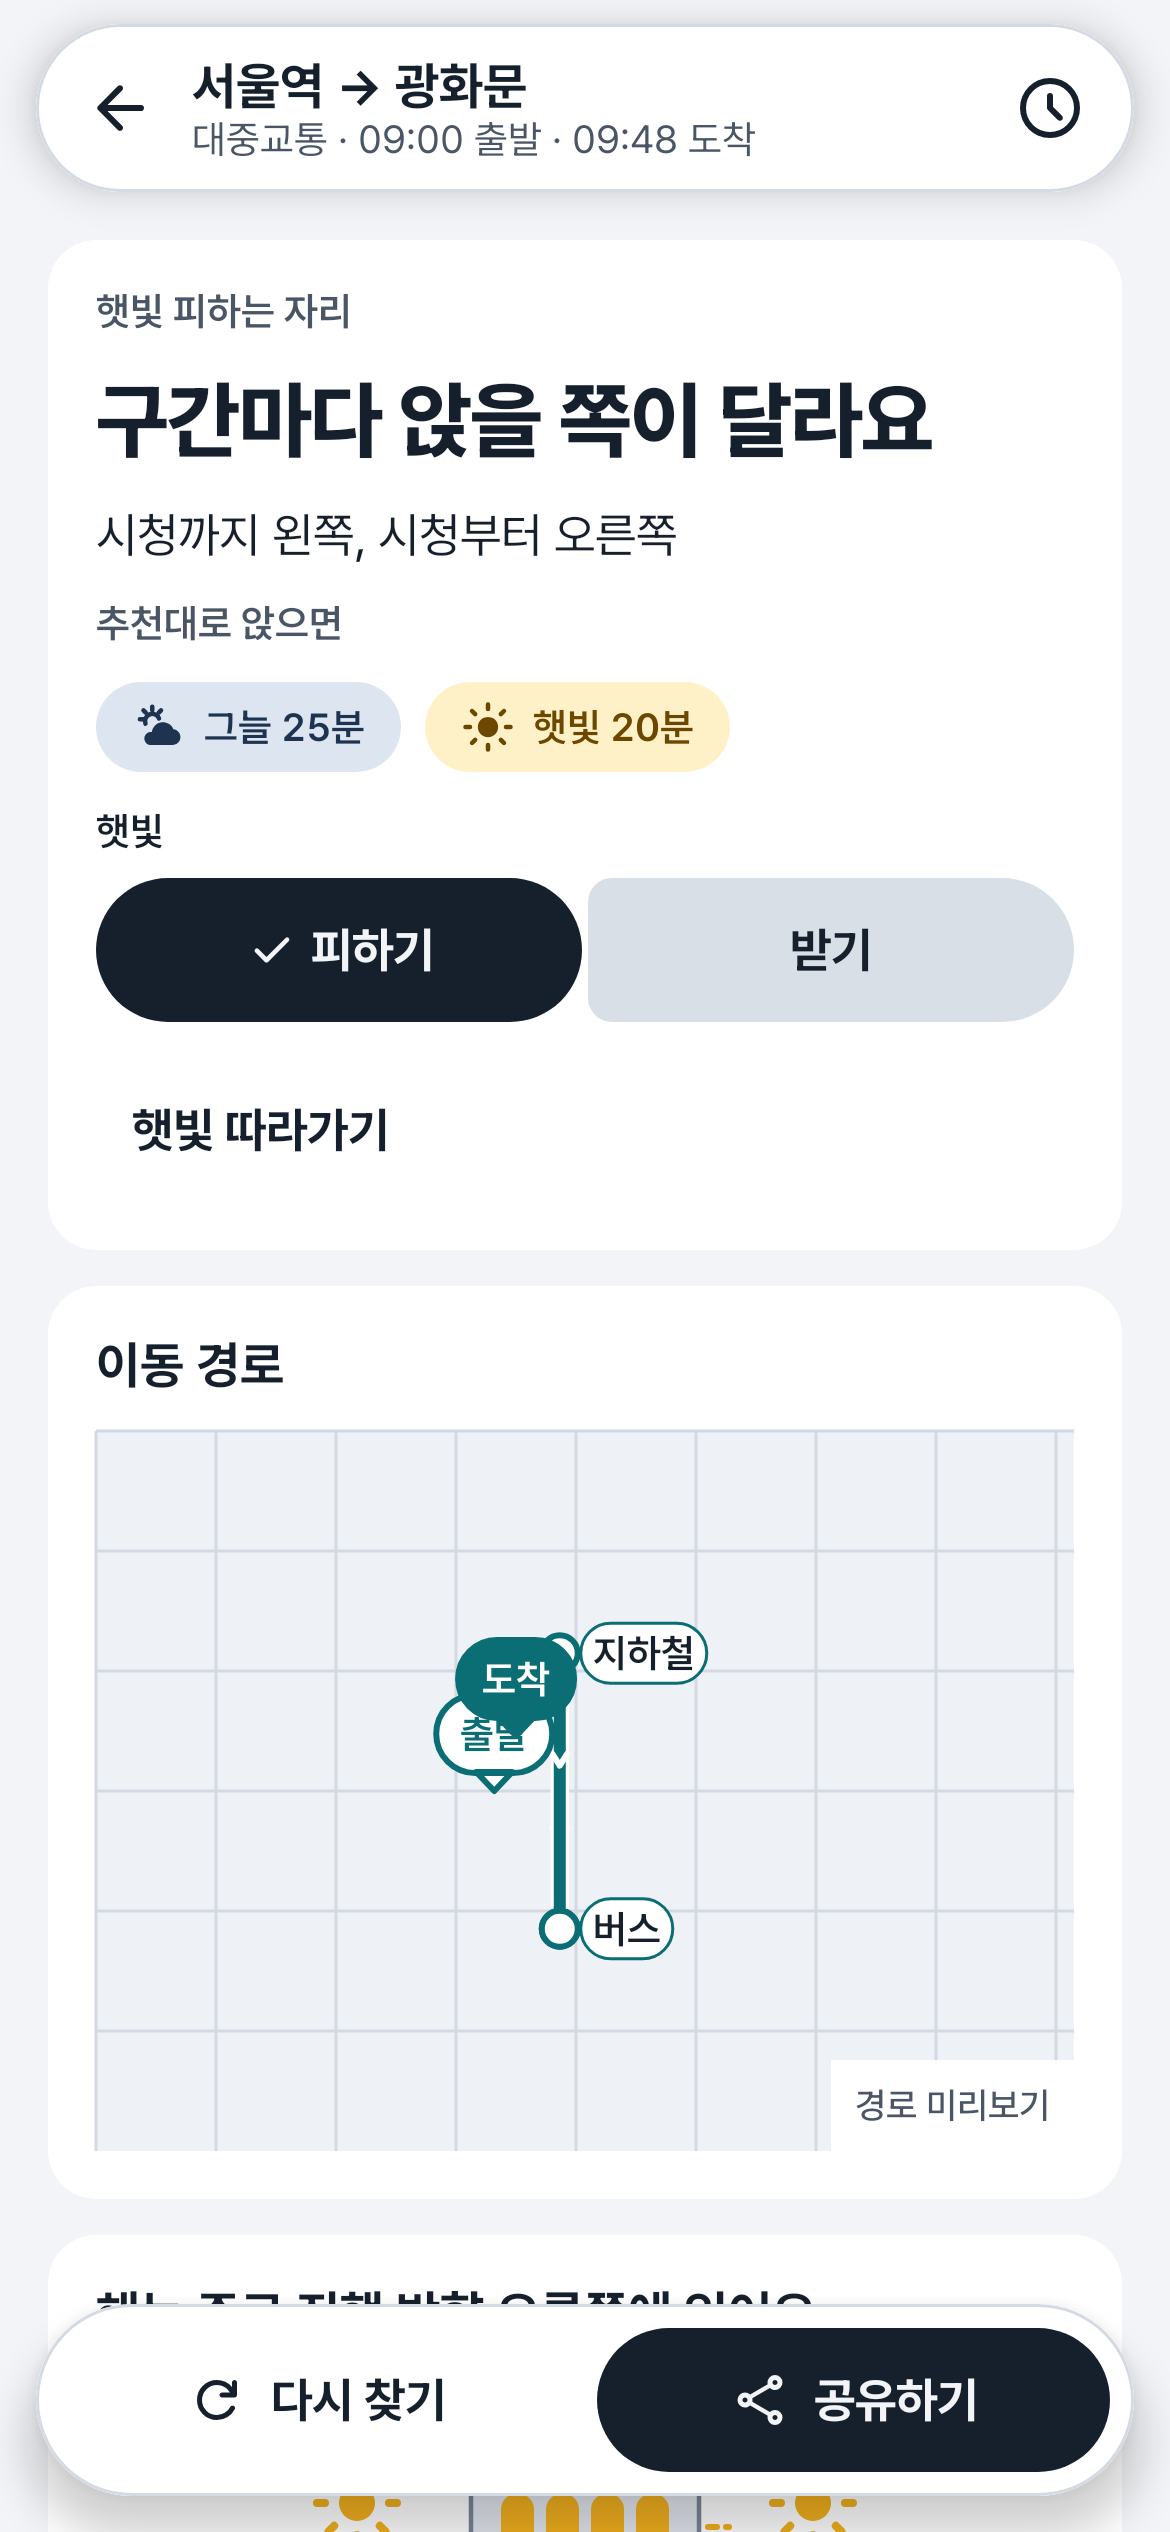 서울역 → 광화문
대중교통 · 09:00 출발 · 09:48 도착
햇빛 피하는 자리
구간마다 앉을 쪽이 달라요
시청까지 왼쪽, 시청부터 오른쪽
추천대로 앉으면
그늘 25분
햇빛 20분
햇빛
피하기
받기
햇빛 따라가기
이동 경로
지하철
도착
출발
버스
경로 미리보기
다시 찾기
공유하기